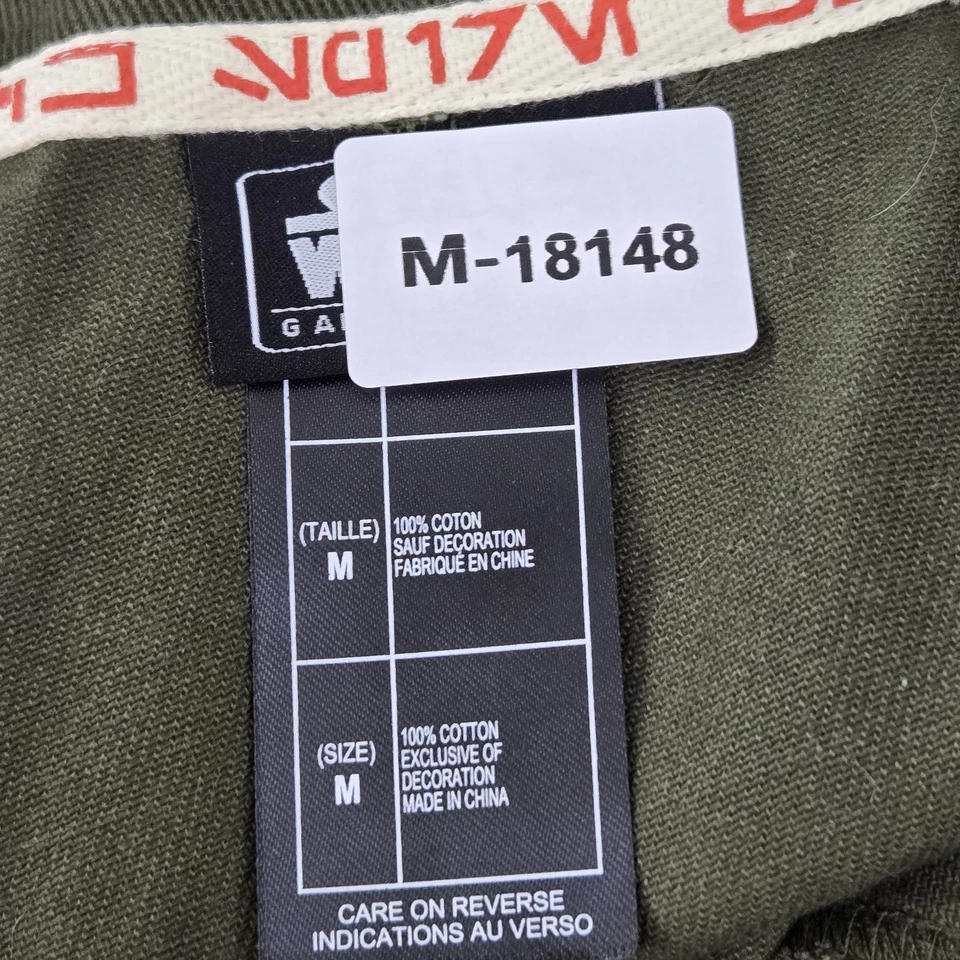 M-18148
(TAILLE)
M
100% COTON
SAUF DECORATION
FABRIQUÉ EN CHINE
(SIZE)
M
100% COTTON
EXCLUSIVE OF
DECORATION
MADE IN CHINA
CARE ON REVERSE
INDICATIONS AU VERSO